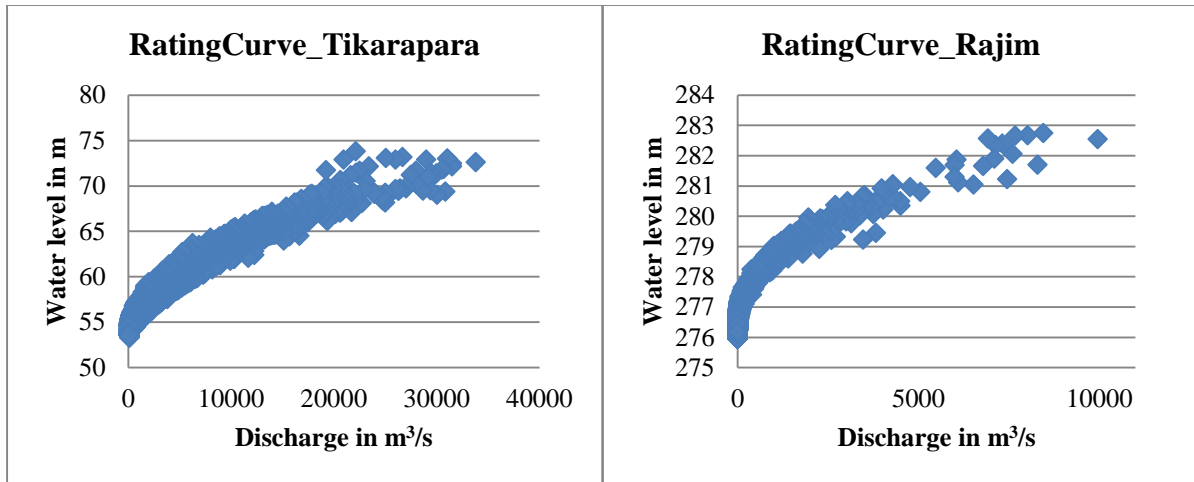 RatingCurve_Tikarapara
80
75
70
65
60
55
50
0 10000 20000 30000 40000
Water level in m
Discharge in m³/s
RatingCurve_Rajim
284
283
282
281
280
279
278
277
276
275
0 5000 10000
Water level in m
Discharge in m³/s